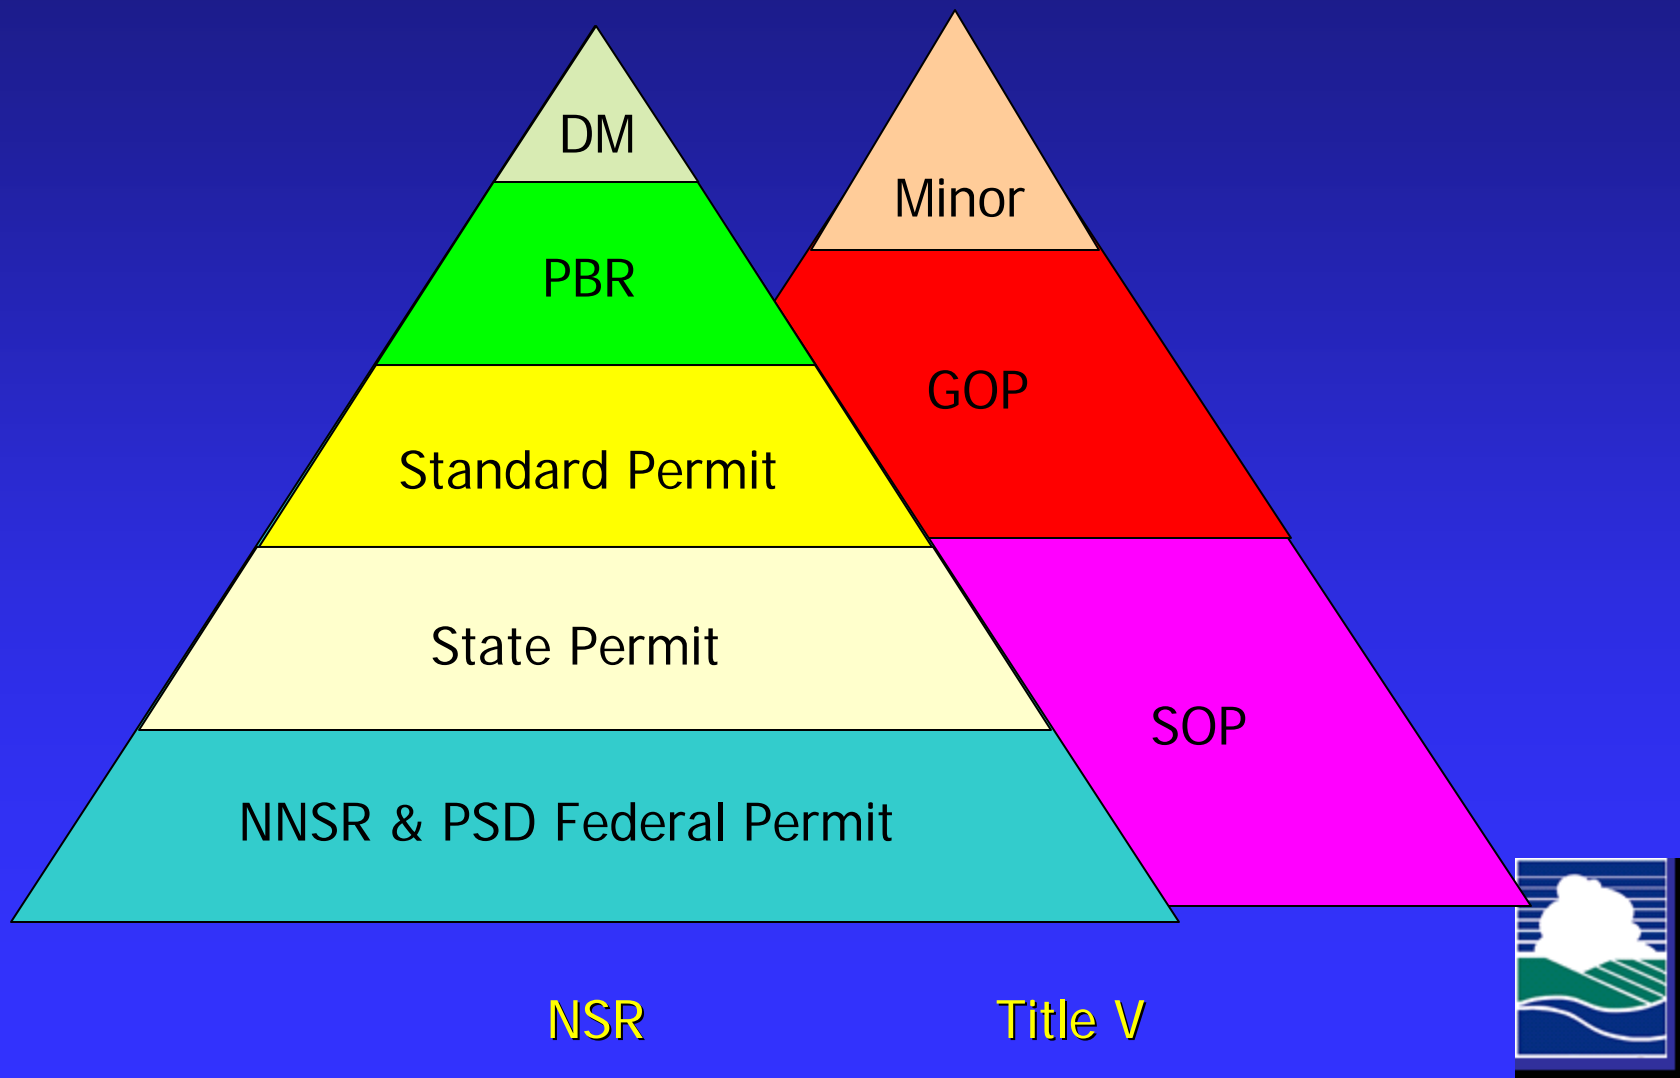 DM
PBR
Standard Permit
State Permit
NNSR & PSD Federal Permit
Minor
GOP
SOP
NSR
Title V